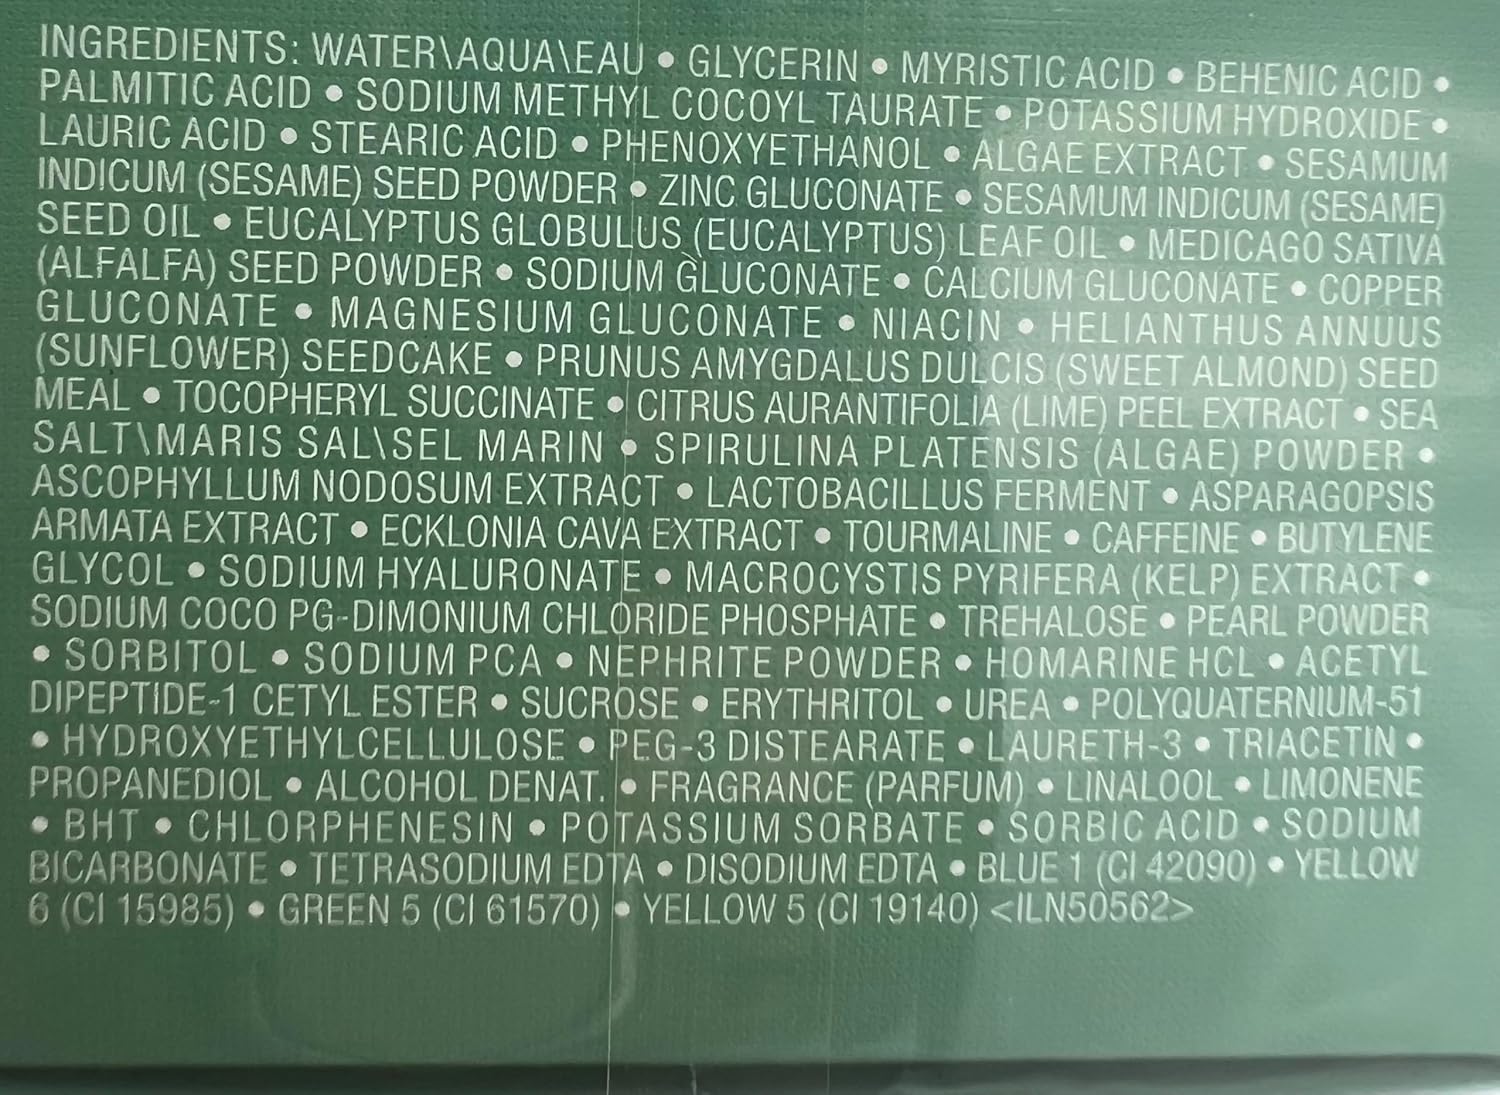 INGREDIENTS: WATER\AQUA\EAU • GLYCERIN • MYRISTIC ACID • BEHENIC ACID •
PALMITIC ACID • SODIUM METHYL COCOYL TAURATE • POTASSIUM HYDROXIDE •
LAURIC ACID • STEARIC ACID • PHENOXYETHANOL • ALGAE EXTRACT • SESAMUM
INDICUM (SESAME) SEED POWDER • ZINC GLUCONATE • SESAMUM INDICUM (SESAME)
SEED OIL • EUCALYPTUS GLOBULUS (EUCALYPTUS) LEAF OIL • MEDICAGO SATIVA
(ALFALFA) SEED POWDER • SODIUM GLUCONATE • CALCIUM GLUCONATE • COPPER
GLUCONATE • MAGNESIUM GLUCONATE • NIACIN • HELIANTHUS ANNUUS
(SUNFLOWER) SEEDCAKE • PRUNUS AMYGDALUS DULCIS (SWEET ALMOND) SEED
MEAL • TOCOPHERYL SUCCINATE • CITRUS AURANTIFOLIA (LIME) PEEL EXTRACT • SEA
SALT\MARIS SAL\SEL MARIN • SPIRULINA PLATENSIS (ALGAE) POWDER •
ASCOPHYLLUM NODOSUM EXTRACT • LACTOBACILLUS FERMENT • ASPARAGOPSIS
ARMATA EXTRACT • ECKLONIA CAVA EXTRACT • TOURMALINE • CAFFEINE • BUTYLENE
GLYCOL • SODIUM HYALURONATE • MACROCYSTIS PYRIFERA (KELP) EXTRACT •
SODIUM COCO PG-DIMONIUM CHLORIDE PHOSPHATE • TREHALOSE • PEARL POWDER
• SORBITOL • SODIUM PCA • NEPHRITE POWDER • HOMARINE HCL • ACETYL
DIPEPTIDE-1 CETYL ESTER • SUCROSE • ERYTHRITOL • UREA • POLYQUATERNIUM-51
• HYDROXYETHYLCELLULOSE • PEG-3 DISTEARATE • LAURETH-3 • TRIACETIN •
PROPANEDIOL • ALCOHOL DENAT. • FRAGRANCE (PARFUM) • LINALOOL • LIMONENE
• BHT • CHLORPHENESIN • POTASSIUM SORBATE • SORBIC ACID • SODIUM
BICARBONATE • TETRASODIUM EDTA • DISODIUM EDTA • BLUE 1 (CI 42090) • YELLOW
6 (CI 15985) • GREEN 5 (CI 61570) • YELLOW 5 (CI 19140) <ILN50562>